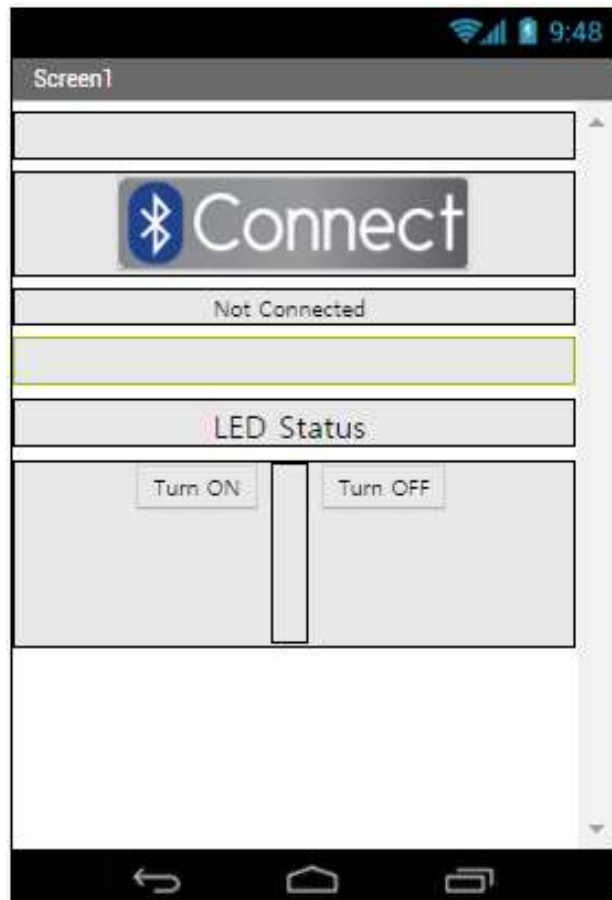 9:48
Screen1
Connect
Not Connected
LED Status
Turn ON Turn OFF